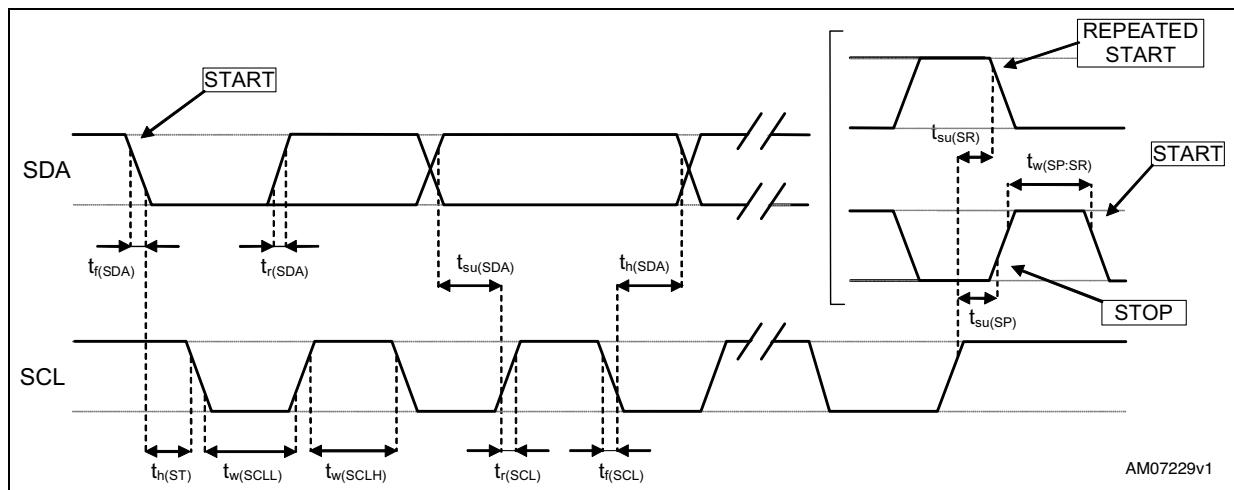 REPEATED
START
START
t_su(SR)
START
t_w(SP:SR)
SDA
t_f(SDA)
t_r(SDA)
t_su(SDA)
t_h(SDA)
t_su(SP)
STOP
SCL
t_h(ST)
t_w(SCLL)
t_w(SCLH)
t_r(SCL)
t_f(SCL)
AM07229v1